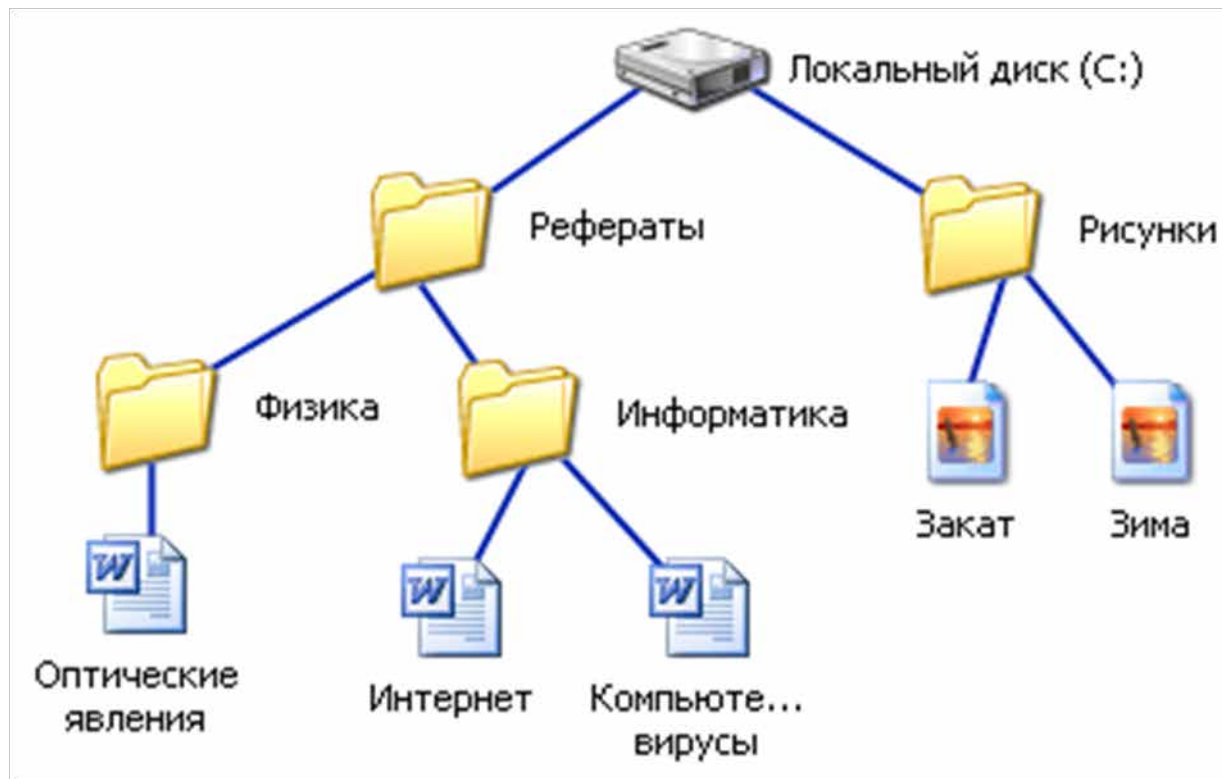 Локальный диск (C:)
Рефераты
Рисунки
Физика
Информатика
Закат
Зима
Оптические
явления
Интернет
Компьюте...
вирусы